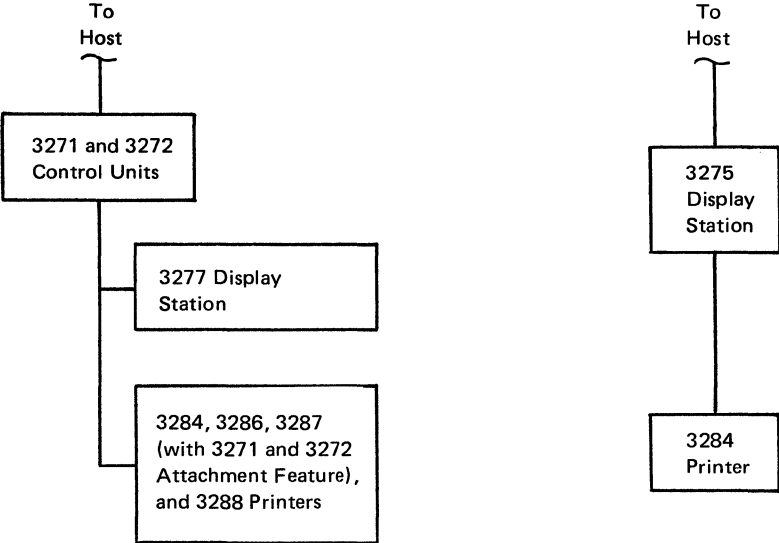 To
Host
3271 and 3272
Control Units
3277 Display
Station
3284, 3286, 3287
(with 3271 and 3272
Attachment Feature),
and 3288 Printers
To
Host
3275
Display
Station
3284
Printer